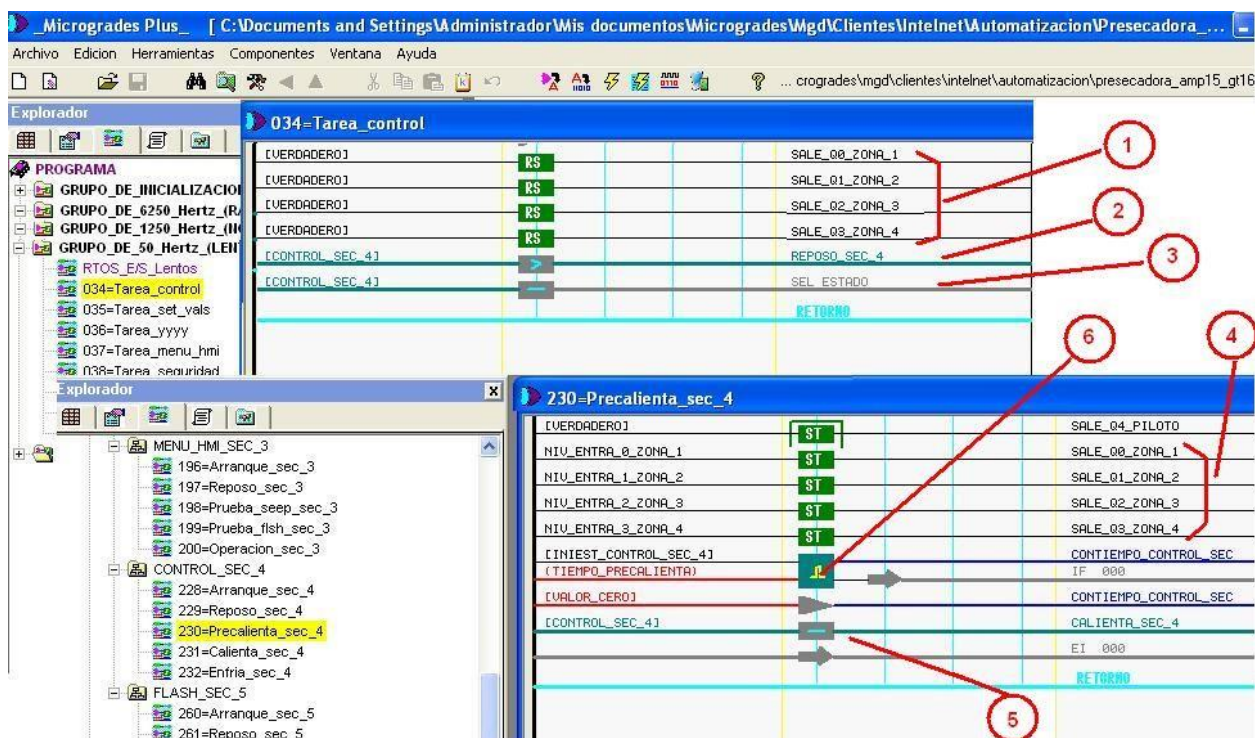 _Microgrades Plus_ [ C:\Documents and Settings\Administrador\Mis documentos\Microgrades\Mgd\Clientes\Intelnet\Automatizacion\Presecadora_...
Archivo Edicion Herramientas Componentes Ventana Ayuda
... crogrades\mgd\clientes\intelnet\automatizacion\presecadora_amp15_gt16
Explorador
PROGRAMA
GRUPO_DE_INICIALIZACIO
GRUPO_DE_6250_Hertz_(R
GRUPO_DE_1250_Hertz_(N
GRUPO_DE_50_Hertz_(LEN
RTOS_E/S_Lentos
034=Tarea_control
035=Tarea_set_vals
036=Tarea_yyyy
037=Tarea_menu_hmi
038=Tarea_seguridad
034=Tarea_control
[VERDADERO] RS SALE_Q0_ZONA_1
[VERDADERO] RS SALE_Q1_ZONA_2
[VERDADERO] RS SALE_Q2_ZONA_3
[VERDADERO] RS SALE_Q3_ZONA_4
[CONTROL_SEC_4] > REPOSO_SEC_4
[CONTROL_SEC_4] SEL ESTADO
RETORNO
1
2
3
4
6
Explorador x
MENU_HMI_SEC_3
196=Arranque_sec_3
197=Reposo_sec_3
198=Prueba_seep_sec_3
199=Prueba_flsh_sec_3
200=Operacion_sec_3
CONTROL_SEC_4
228=Arranque_sec_4
229=Reposo_sec_4
230=Precalienta_sec_4
231=Calienta_sec_4
232=Enfria_sec_4
FLASH_SEC_5
260=Arranque_sec_5
261=Reposo_sec_5
230=Precalienta_sec_4
[VERDADERO] ST SALE_Q4_PILOTO
NIV_ENTRA_0_ZONA_1 ST SALE_Q0_ZONA_1
NIV_ENTRA_1_ZONA_2 ST SALE_Q1_ZONA_2
NIV_ENTRA_2_ZONA_3 ST SALE_Q2_ZONA_3
NIV_ENTRA_3_ZONA_4 ST SALE_Q3_ZONA_4
[INIEST_CONTROL_SEC_4] CONTIEMPO_CONTROL_SEC
(TIEMPO_PRECALIENTA) IF 000
[VALOR_CERO] CONTIEMPO_CONTROL_SEC
[CONTROL_SEC_4] CALIENTA_SEC_4
EI 000
RETORNO
5